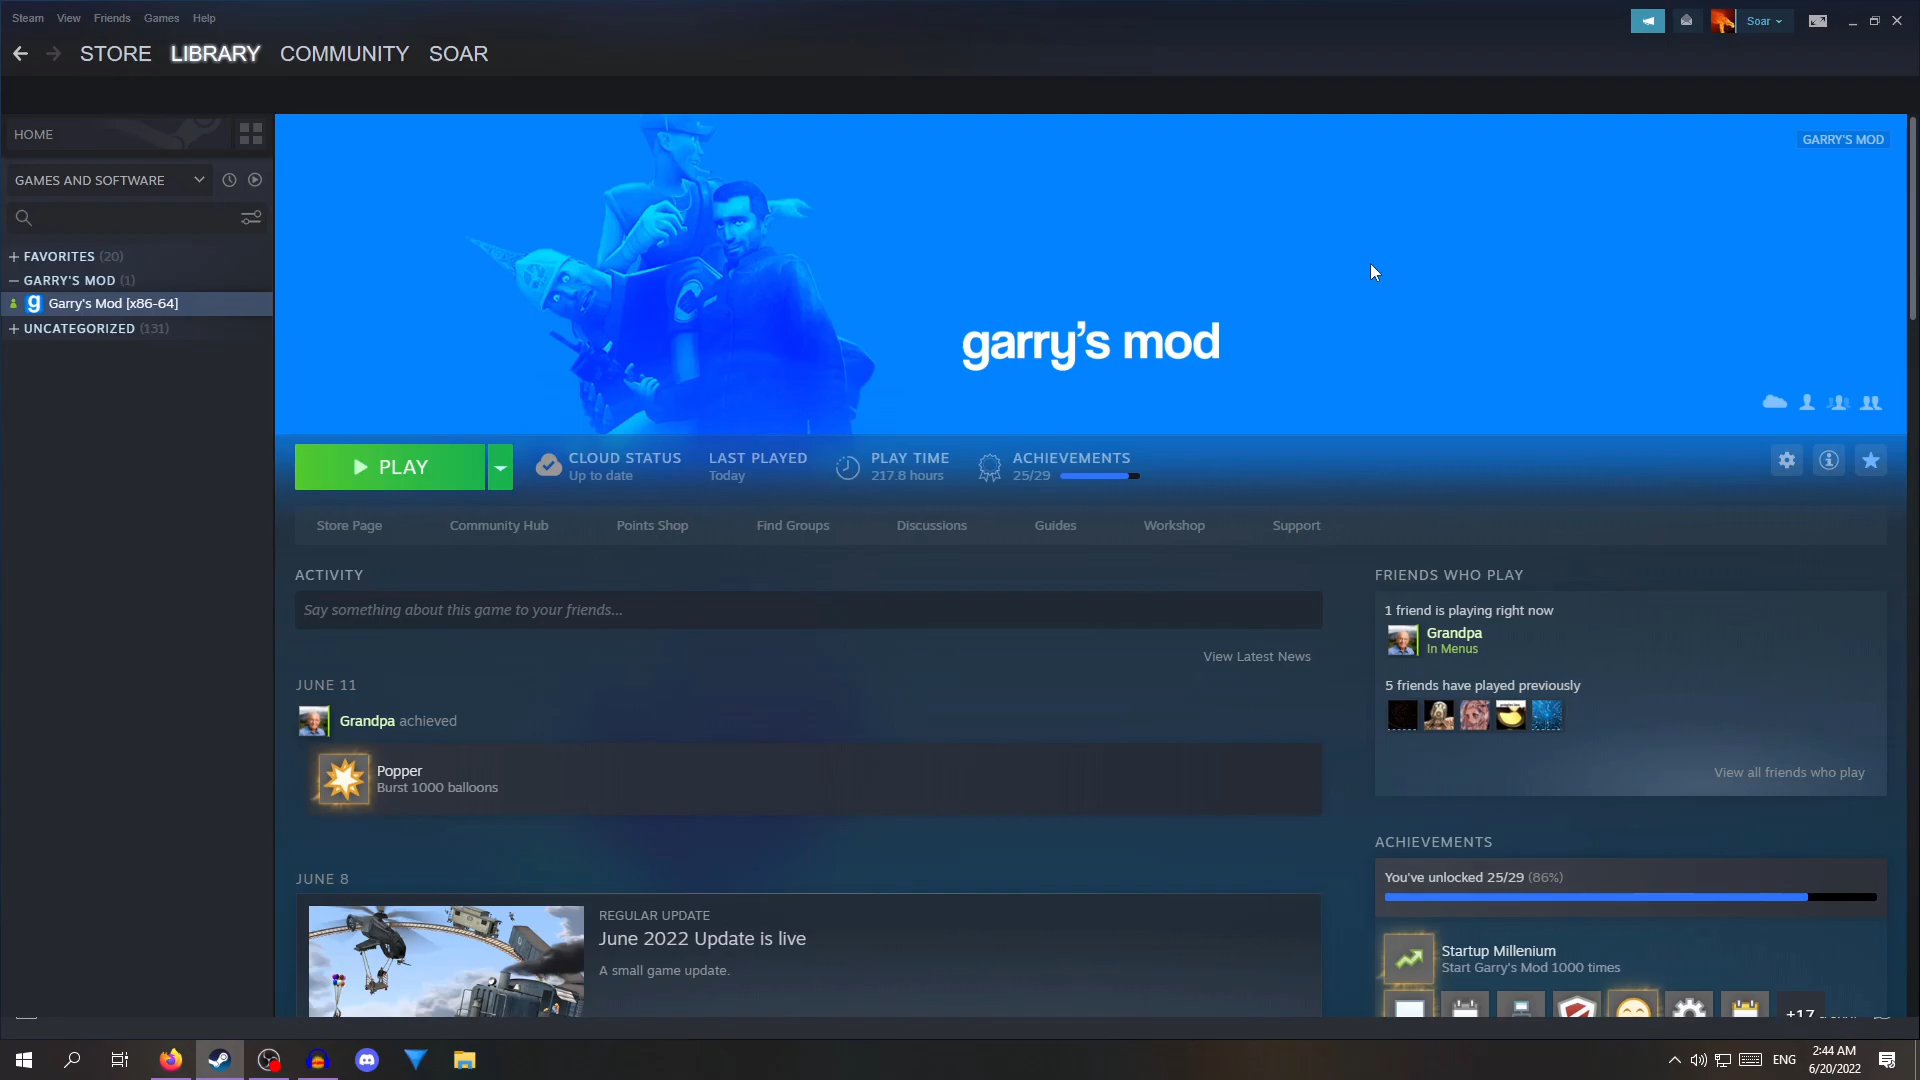 Steam View Friends Games Help
Soar
STORE LIBRARY COMMUNITY SOAR
HOME
GAMES AND SOFTWARE
+ FAVORITES (20)
− GARRY'S MOD (1)
g Garry's Mod [x86-64]
+ UNCATEGORIZED (131)
GARRY'S MOD
garry's mod
PLAY
CLOUD STATUS
Up to date
LAST PLAYED
Today
PLAY TIME
217.8 hours
ACHIEVEMENTS
25/29
Store Page Community Hub Points Shop Find Groups Discussions Guides Workshop Support
ACTIVITY
Say something about this game to your friends...
View Latest News
JUNE 11
Grandpa achieved
Popper
Burst 1000 balloons
JUNE 8
REGULAR UPDATE
June 2022 Update is live
A small game update.
FRIENDS WHO PLAY
1 friend is playing right now
Grandpa
In Menus
5 friends have played previously
View all friends who play
ACHIEVEMENTS
You've unlocked 25/29 (86%)
Startup Millenium
Start Garry's Mod 1000 times
+17
ENG
2:44 AM
6/20/2022